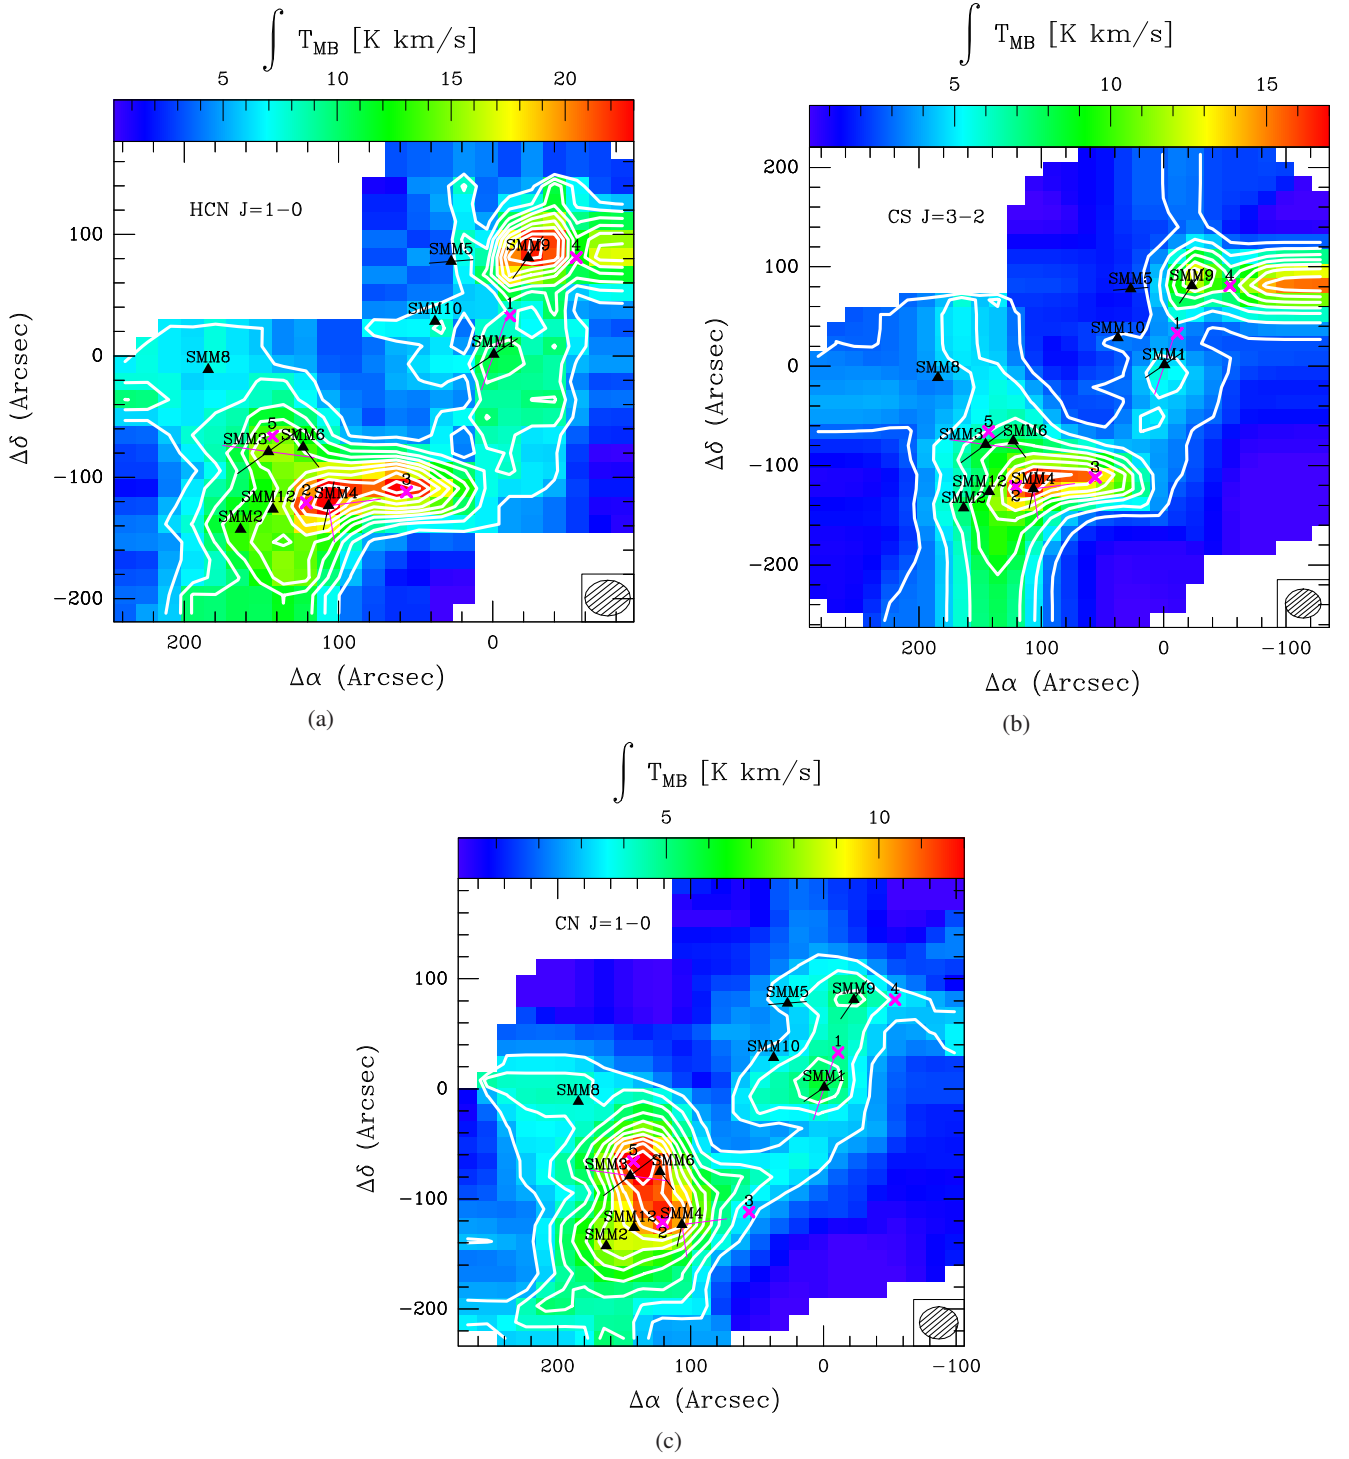 ∫ T_MB [K km/s]
5 10 15 20
HCN J=1−0
SMM5
SMM9
4
SMM10
1
SMM1
SMM8
5
SMM3
SMM6
2
SMM4
3
SMM12
SMM2
100
0
−100
−200
Δδ (Arcsec)
200 100 0
Δα (Arcsec)
(a)
∫ T_MB [K km/s]
5 10 15
CS J=3−2
SMM5
SMM9
4
SMM10
1
SMM1
SMM8
5
SMM3
SMM6
SMM12
SMM4
3
2
SMM2
200
100
0
−100
−200
Δδ (Arcsec)
200 100 0 −100
Δα (Arcsec)
(b)
∫ T_MB [K km/s]
5 10
CN J=1−0
SMM5
SMM9
4
SMM10
1
SMM1
SMM8
5
SMM3
SMM6
SMM12
SMM4
3
2
SMM2
100
0
−100
−200
Δδ (Arcsec)
200 100 0 −100
Δα (Arcsec)
(c)